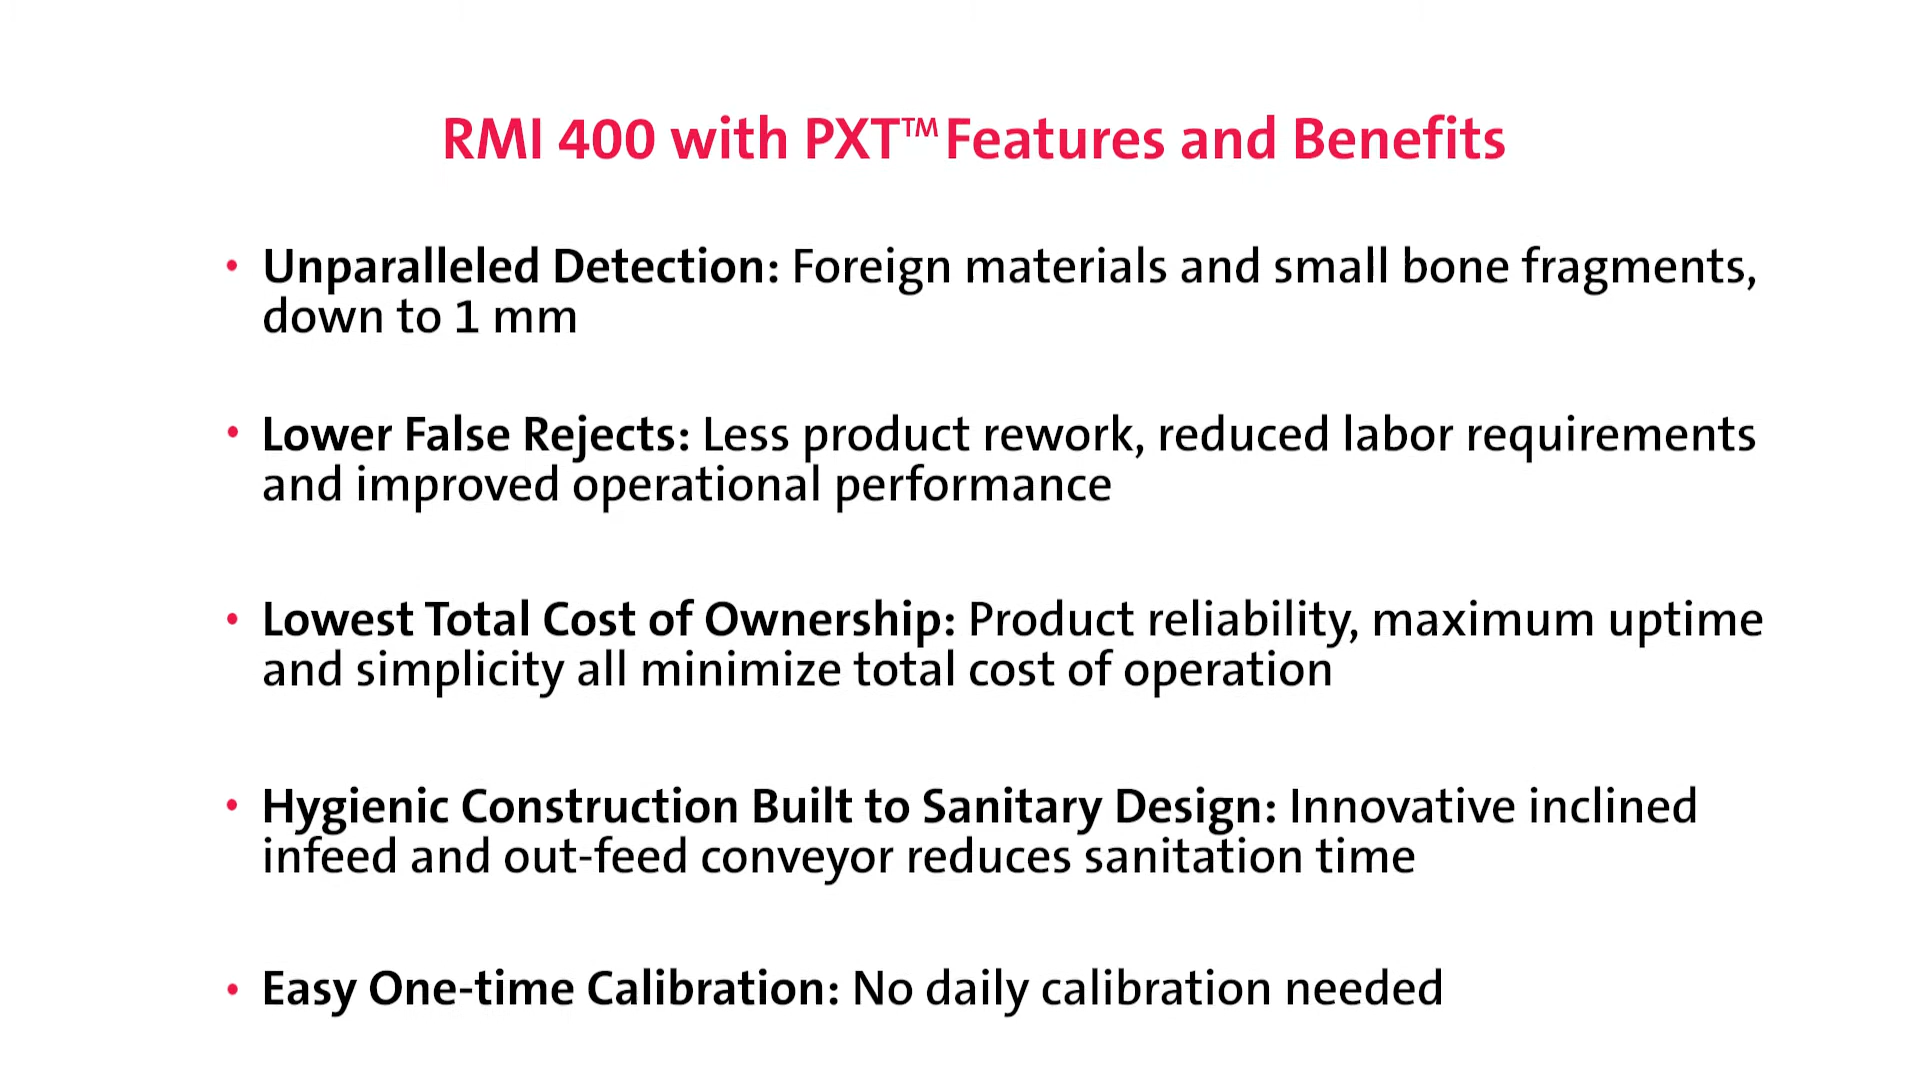 RMI 400 with PXT™ Features and Benefits
• Unparalleled Detection: Foreign materials and small bone fragments,
down to 1 mm
• Lower False Rejects: Less product rework, reduced labor requirements
and improved operational performance
• Lowest Total Cost of Ownership: Product reliability, maximum uptime
and simplicity all minimize total cost of operation
• Hygienic Construction Built to Sanitary Design: Innovative inclined
infeed and out-feed conveyor reduces sanitation time
• Easy One-time Calibration: No daily calibration needed